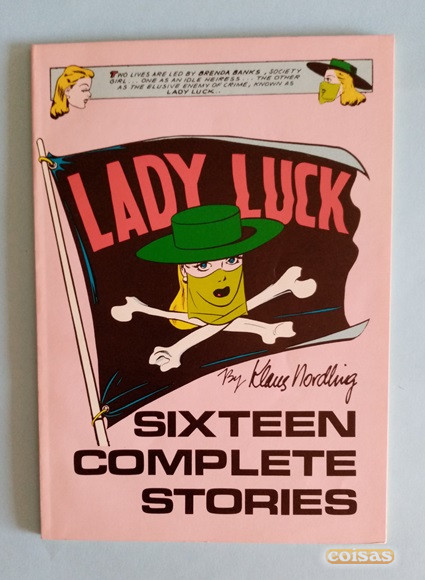 TWO LIVES ARE LED BY BRENDA BANKS, SOCIETY
GIRL... ONE AS AN IDLE HEIRESS.... THE OTHER
AS THE ELUSIVE ENEMY OF CRIME, KNOWN AS
LADY LUCK..
LADY LUCK
By Klaus Nordling
SIXTEEN
COMPLETE
STORIES
coisas